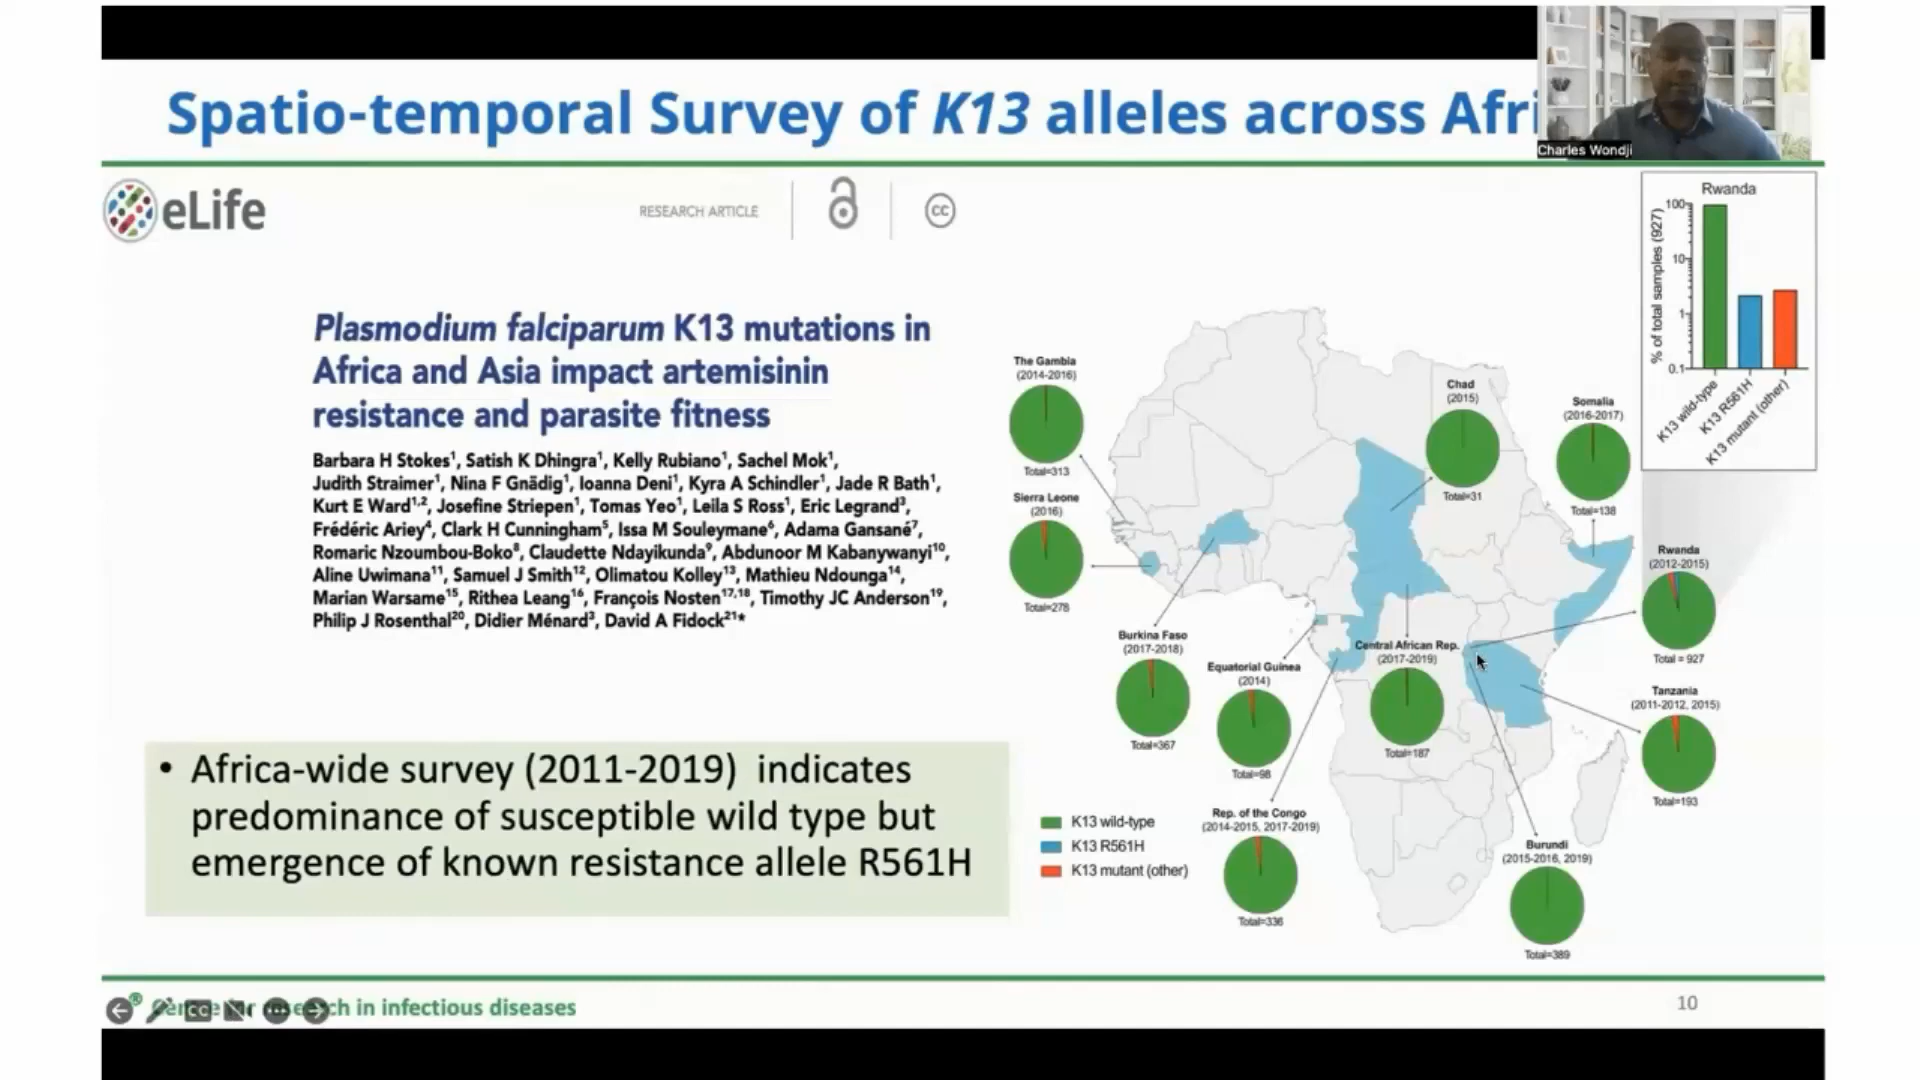 Spatio-temporal Survey of K13 alleles across Afri
Charles Wondji
eLife
RESEARCH ARTICLE
cc
Plasmodium falciparum K13 mutations in
Africa and Asia impact artemisinin
resistance and parasite fitness
Barbara H Stokes¹, Satish K Dhingra¹, Kelly Rubiano¹, Sachel Mok¹,
Judith Straimer¹, Nina F Gnädig¹, Ioanna Deni¹, Kyra A Schindler¹, Jade R Bath¹,
Kurt E Ward¹,², Josefine Striepen¹, Tomas Yeo¹, Leila S Ross¹, Eric Legrand³,
Frédéric Ariey⁴, Clark H Cunningham⁵, Issa M Souleymane⁶, Adama Gansané⁷,
Romaric Nzoumbou-Boko⁸, Claudette Ndayikunda⁹, Abdunoor M Kabanywanyi¹⁰,
Aline Uwimana¹¹, Samuel J Smith¹², Olimatou Kolley¹³, Mathieu Ndounga¹⁴,
Marian Warsame¹⁵, Rithea Leang¹⁶, François Nosten¹⁷,¹⁸, Timothy JC Anderson¹⁹,
Philip J Rosenthal²⁰, Didier Ménard³, David A Fidock²¹*
• Africa-wide survey (2011-2019) indicates
predominance of susceptible wild type but
emergence of known resistance allele R561H
Rwanda
% of total samples (927)
100
10
1
0.1
K13 wild-type
K13 R561H
K13 mutant (other)
The Gambia
(2014-2016)
Total=313
Sierra Leone
(2016)
Total=278
Burkina Faso
(2017-2018)
Total=367
Equatorial Guinea
(2014)
Total=98
Rep. of the Congo
(2014-2015, 2017-2019)
Total=336
Chad
(2015)
Total=31
Central African Rep.
(2017-2019)
Total=187
Somalia
(2016-2017)
Total=138
Rwanda
(2012-2015)
Total = 927
Tanzania
(2011-2012, 2015)
Total=193
Burundi
(2015-2016, 2019)
Total=389
K13 wild-type
K13 R561H
K13 mutant (other)
Centre for research in infectious diseases
10